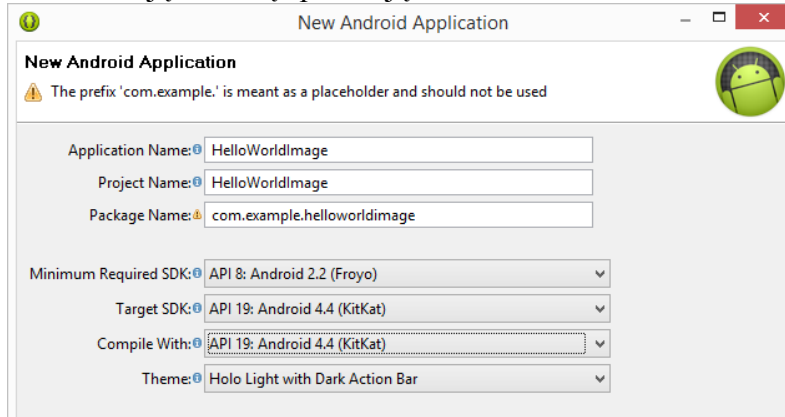 New Android Application
New Android Application
The prefix 'com.example.' is meant as a placeholder and should not be used
Application Name: HelloWorldImage
Project Name: HelloWorldImage
Package Name: com.example.helloworldimage
Minimum Required SDK: API 8: Android 2.2 (Froyo)
Target SDK: API 19: Android 4.4 (KitKat)
Compile With: API 19: Android 4.4 (KitKat)
Theme: Holo Light with Dark Action Bar